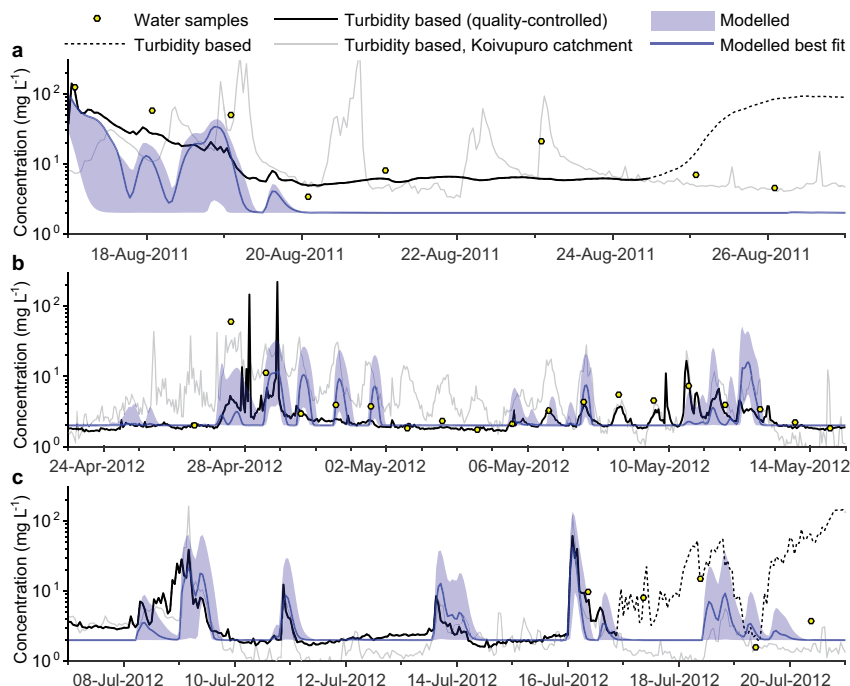 Water samples
Turbidity based (quality-controlled)
Modelled
Turbidity based
Turbidity based, Koivupuro catchment
Modelled best fit
a
Concentration (mg L⁻¹)
10²
10¹
10⁰
18-Aug-2011 20-Aug-2011 22-Aug-2011 24-Aug-2011 26-Aug-2011
b
Concentration (mg L⁻¹)
10²
10¹
10⁰
24-Apr-2012 28-Apr-2012 02-May-2012 06-May-2012 10-May-2012 14-May-2012
c
Concentration (mg L⁻¹)
10²
10¹
10⁰
08-Jul-2012 10-Jul-2012 12-Jul-2012 14-Jul-2012 16-Jul-2012 18-Jul-2012 20-Jul-2012